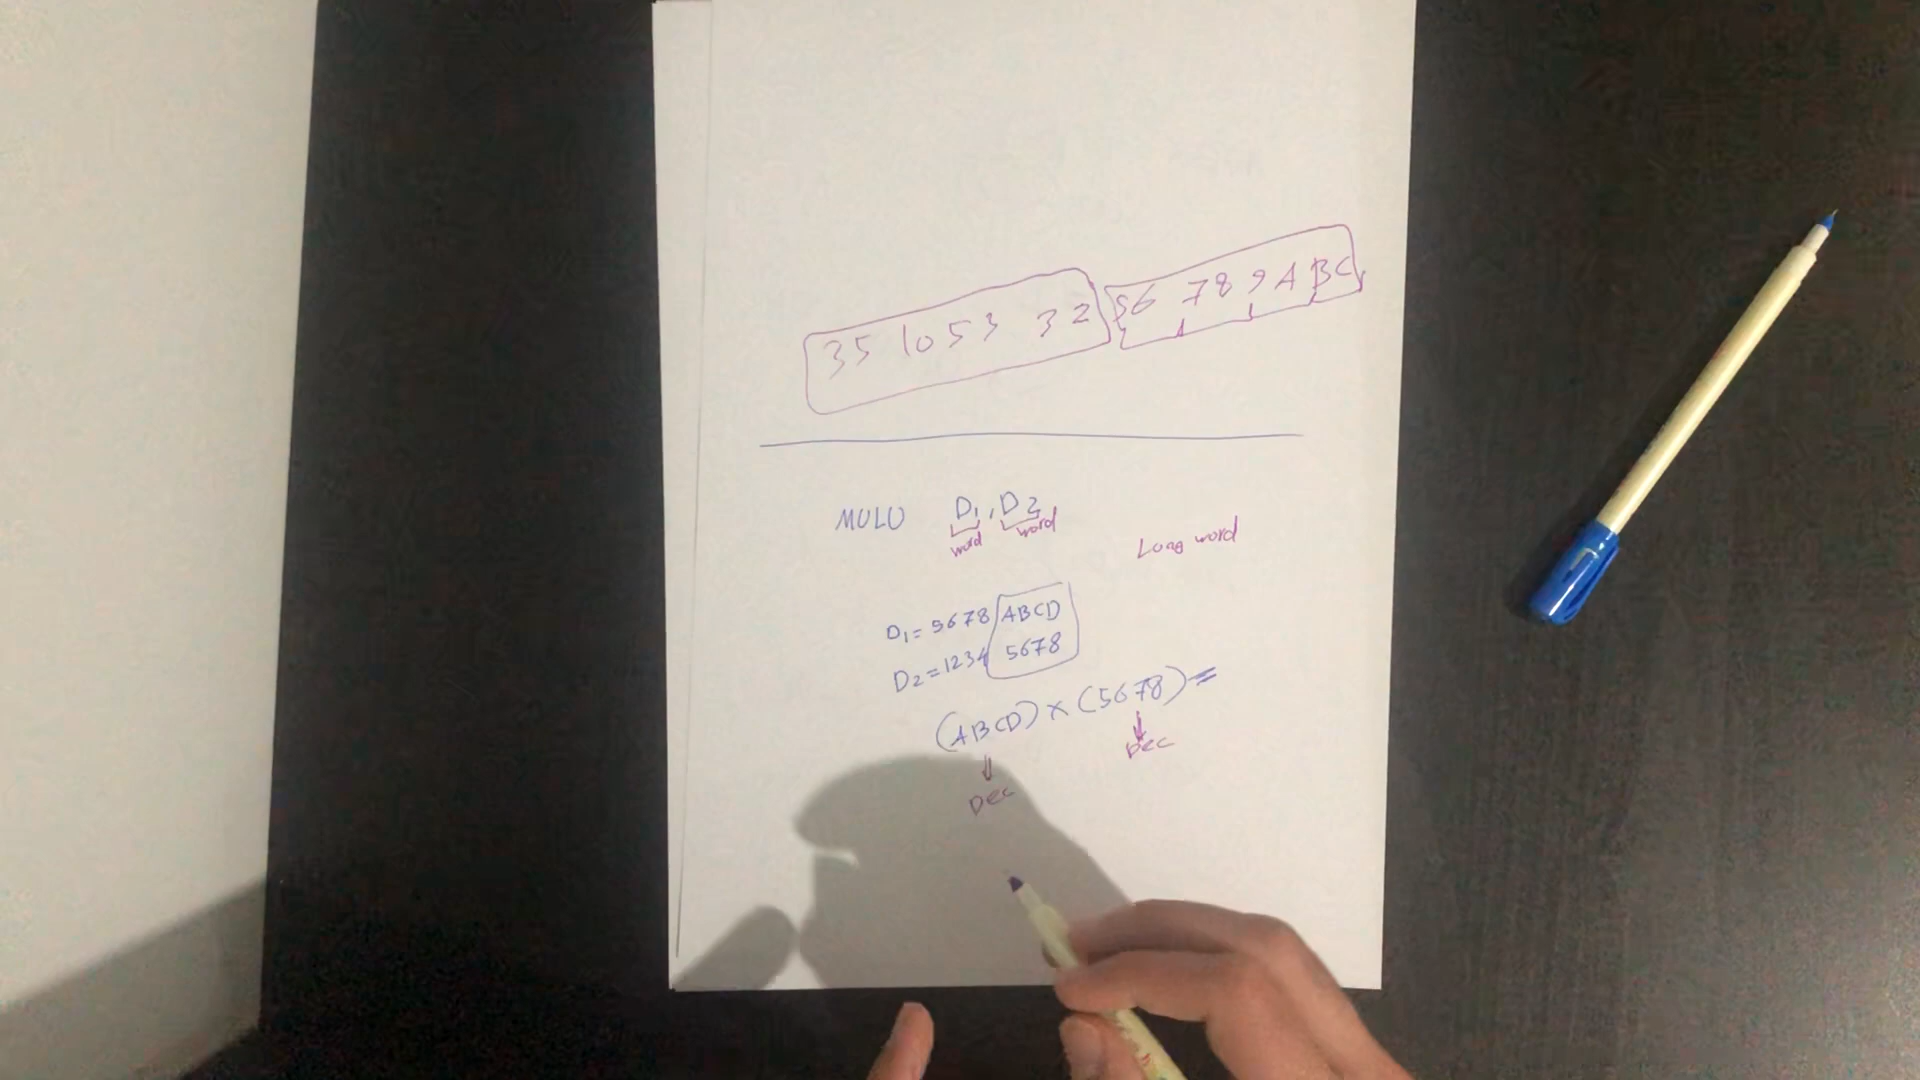 35 10 53 32 56 78 9A BC
MULU D1, D2
word word
Long word
D1 = 5678 ABCD
D2 = 1234 5678
(ABCD) × (5678) =
⇓ ⇓
Dec Dec